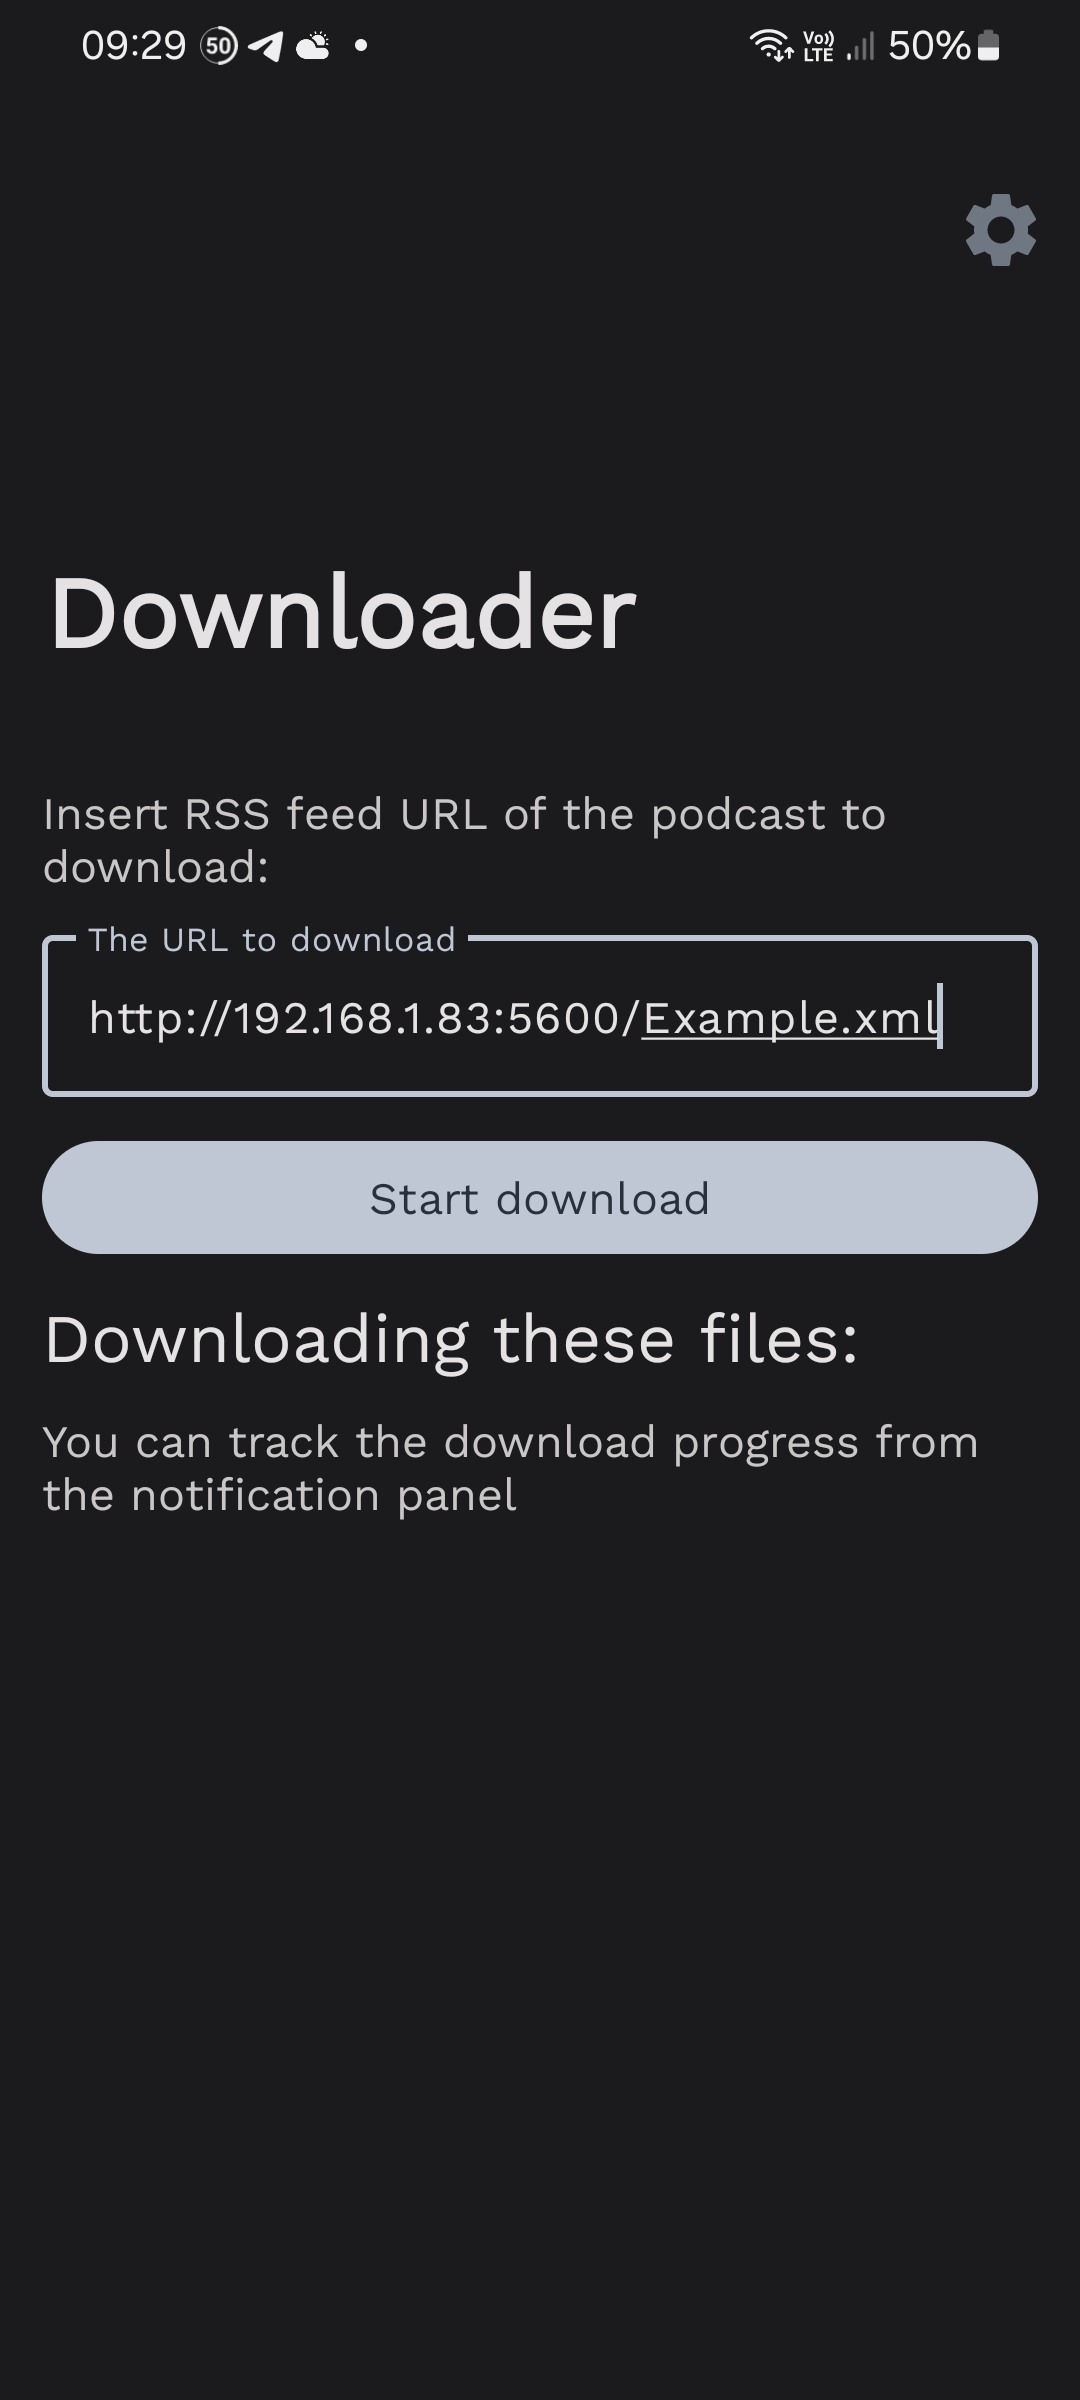 09:29 50 Vo)) LTE 50%
Downloader
Insert RSS feed URL of the podcast to
download:
The URL to download
http://192.168.1.83:5600/Example.xml
Start download
Downloading these files:
You can track the download progress from
the notification panel